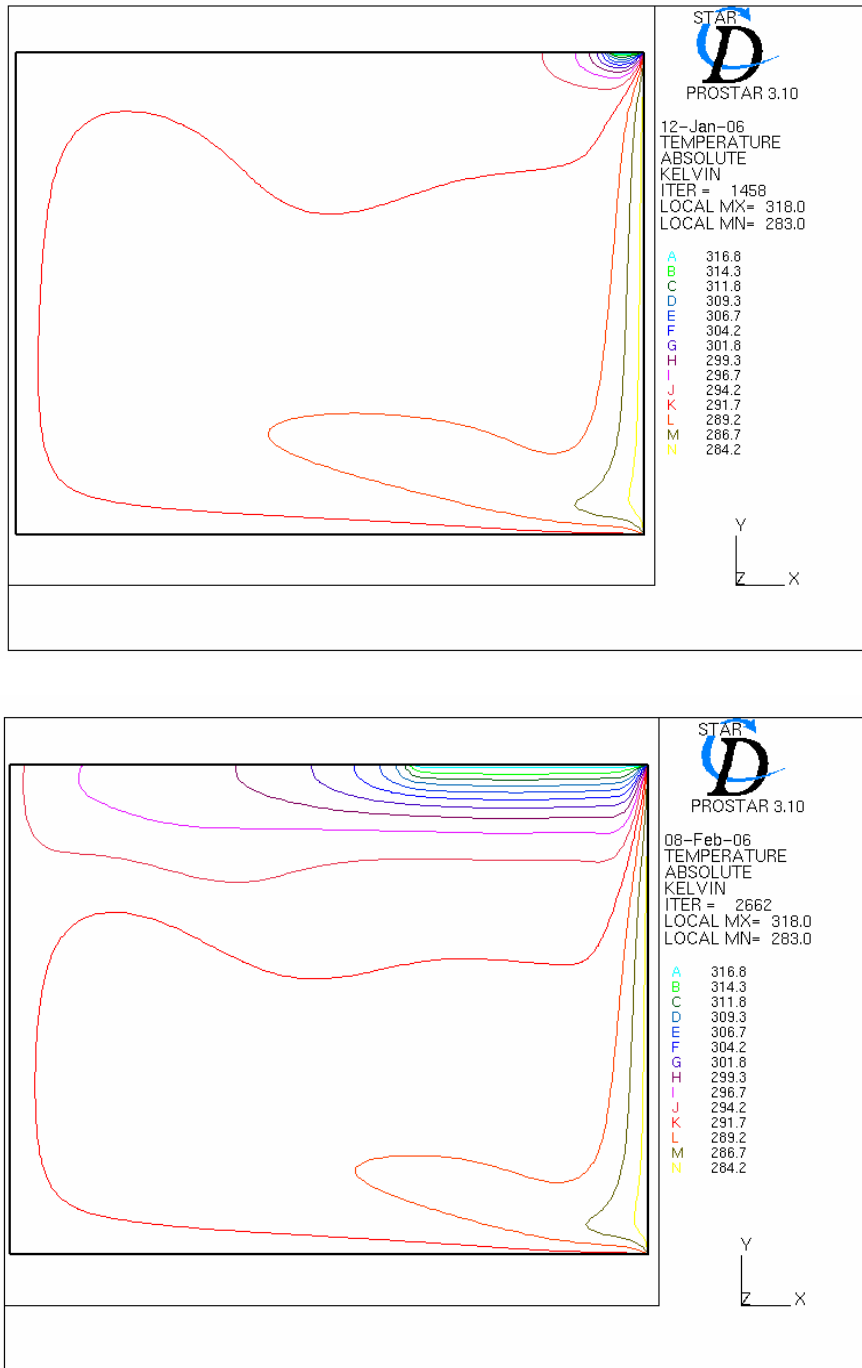 STAR
CD
PROSTAR 3.10
12-Jan-06
TEMPERATURE
ABSOLUTE
KELVIN
ITER = 1458
LOCAL MX= 318.0
LOCAL MN= 283.0
A 316.8
B 314.3
C 311.8
D 309.3
E 306.7
F 304.2
G 301.8
H 299.3
I 296.7
J 294.2
K 291.7
L 289.2
M 286.7
N 284.2
Y
Z X
STAR
CD
PROSTAR 3.10
08-Feb-06
TEMPERATURE
ABSOLUTE
KELVIN
ITER = 2662
LOCAL MX= 318.0
LOCAL MN= 283.0
A 316.8
B 314.3
C 311.8
D 309.3
E 306.7
F 304.2
G 301.8
H 299.3
I 296.7
J 294.2
K 291.7
L 289.2
M 286.7
N 284.2
Y
Z X